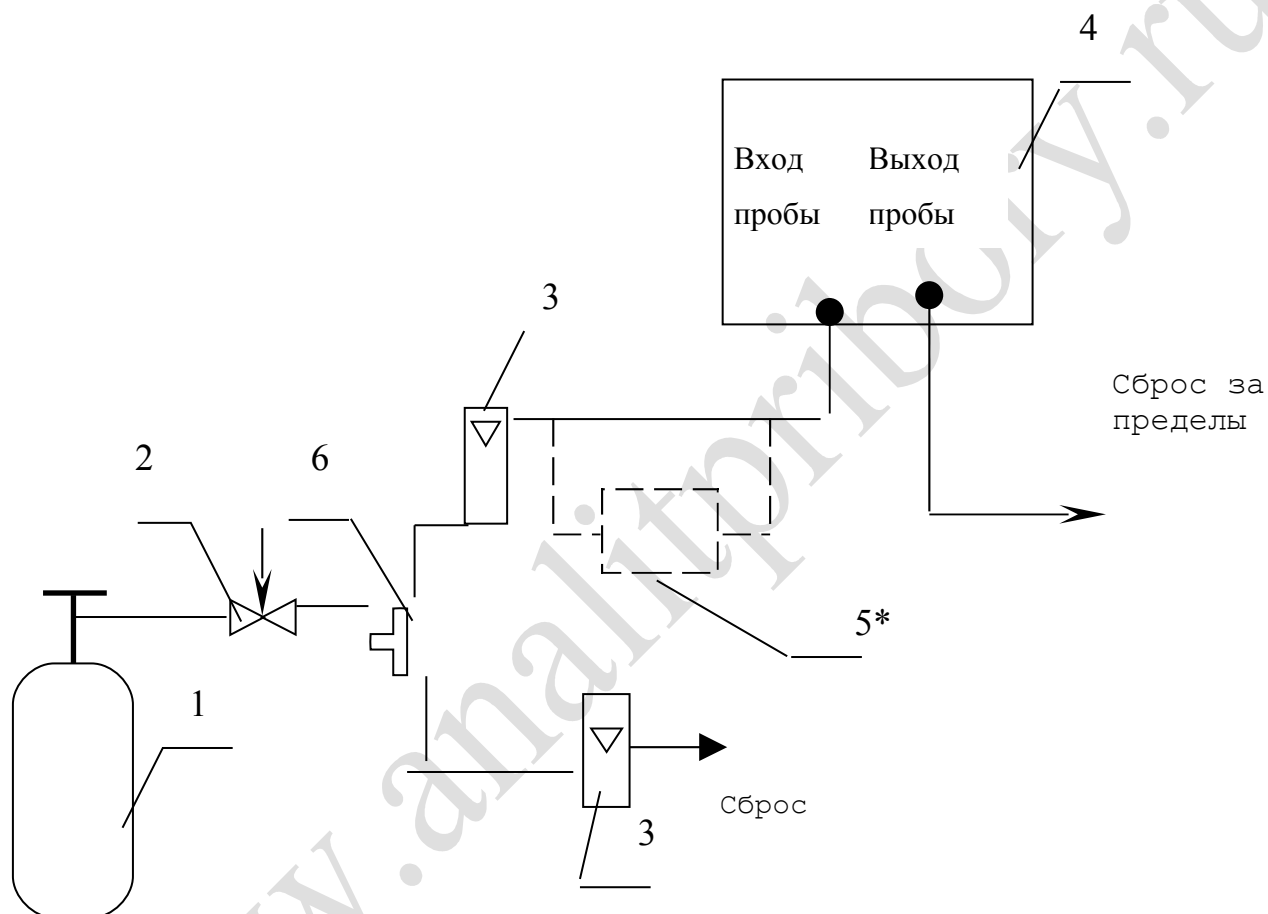 4
Вход Выход
пробы пробы
3
Сброс за
пределы
2
6
5*
1
Сброс
3
www.analitpribory.ru